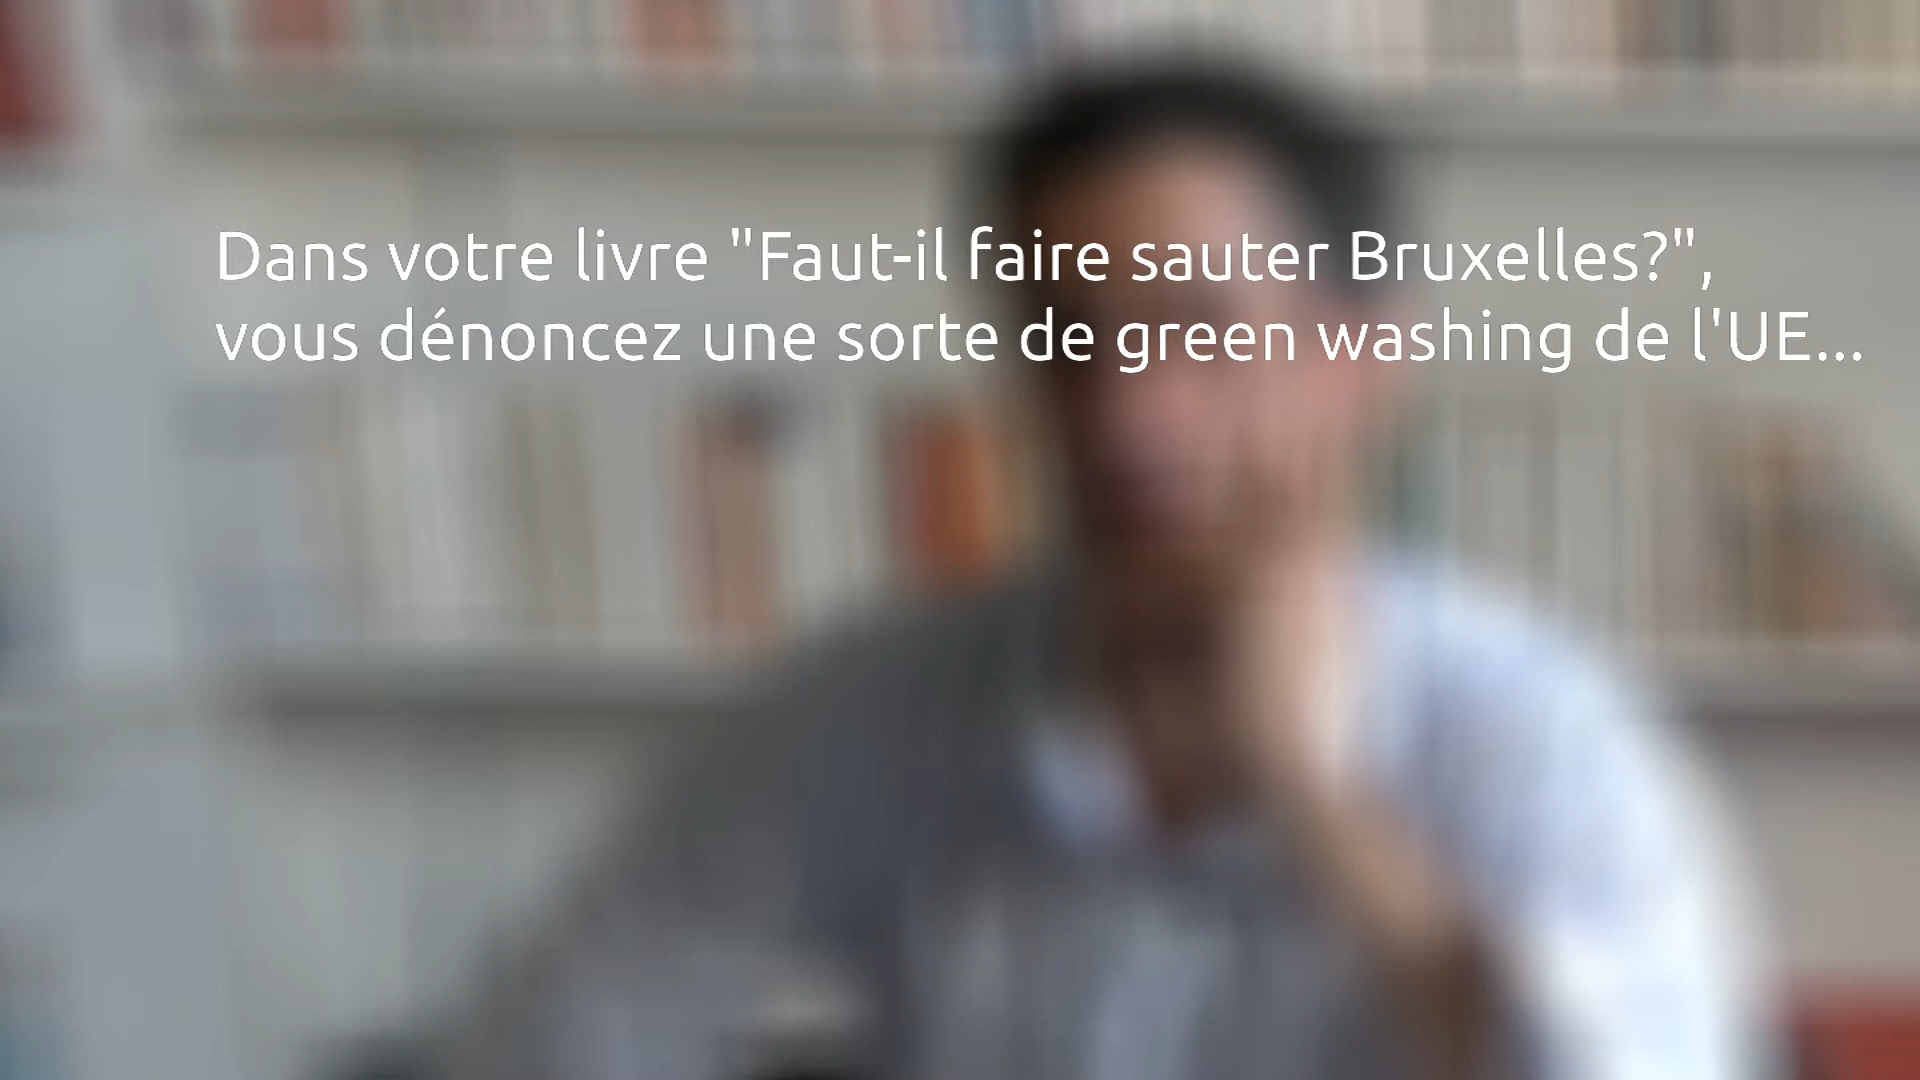 Dans votre livre "Faut-il faire sauter Bruxelles?",
vous dénoncez une sorte de green washing de l'UE...